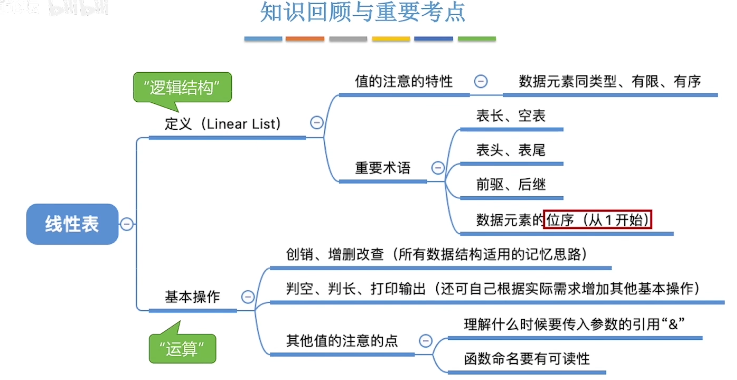 知识回顾与重要考点
“逻辑结构”
值的注意的特性
数据元素同类型、有限、有序
定义（Linear List）
表长、空表
重要术语
表头、表尾
前驱、后继
数据元素的位序（从1开始）
线性表
创销、增删改查（所有数据结构适用的记忆思路）
基本操作
判空、判长、打印输出（还可自己根据实际需求增加其他基本操作）
“运算”
其他值的注意的点
理解什么时候要传入参数的引用“&”
函数命名要有可读性